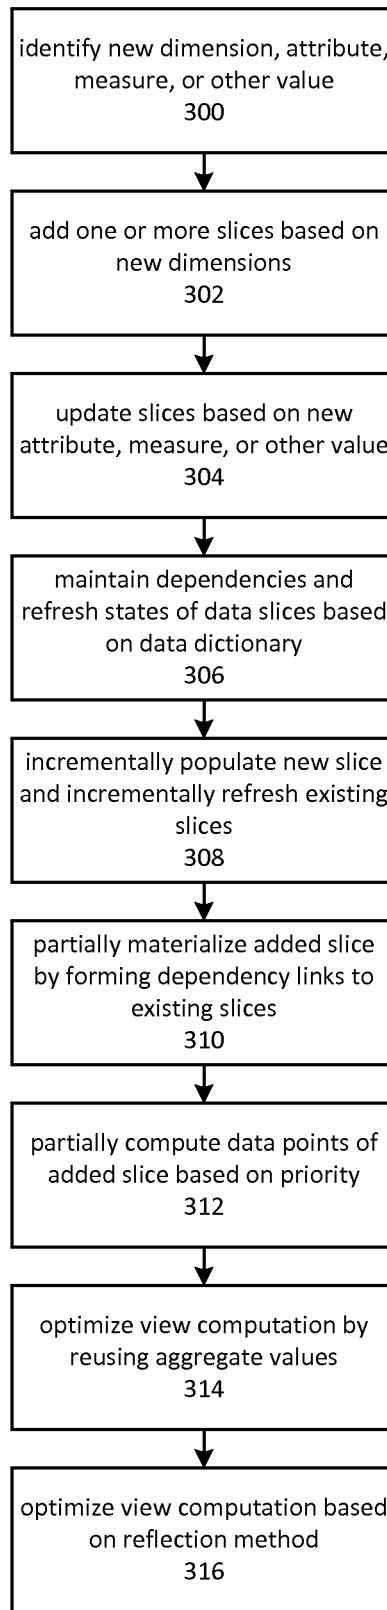 identify new dimension, attribute,
measure, or other value
300
add one or more slices based on
new dimensions
302
update slices based on new
attribute, measure, or other value
304
maintain dependencies and
refresh states of data slices based
on data dictionary
306
incrementally populate new slice
and incrementally refresh existing
slices
308
partially materialize added slice
by forming dependency links to
existing slices
310
partially compute data points of
added slice based on priority
312
optimize view computation by
reusing aggregate values
314
optimize view computation based
on reflection method
316